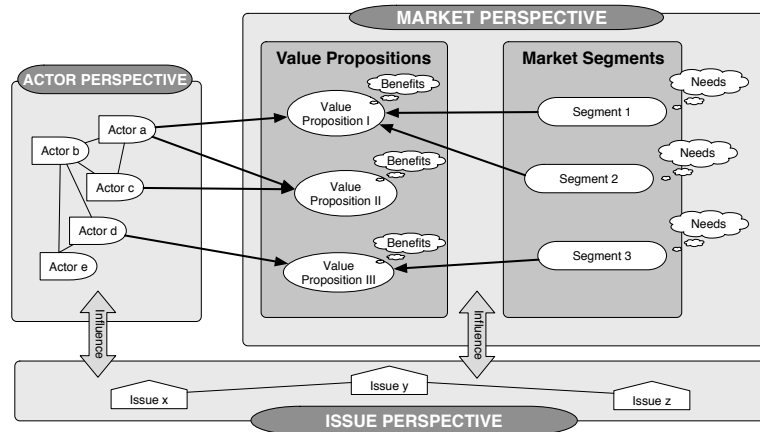 MARKET PERSPECTIVE
Value Propositions
Market Segments
ACTOR PERSPECTIVE
Benefits
Needs
Value
Proposition I
Segment 1
Actor a
Actor b
Benefits
Needs
Actor c
Value
Proposition II
Segment 2
Actor d
Benefits
Needs
Actor e
Value
Proposition III
Segment 3
Influence
Influence
Issue x
Issue y
Issue z
ISSUE PERSPECTIVE